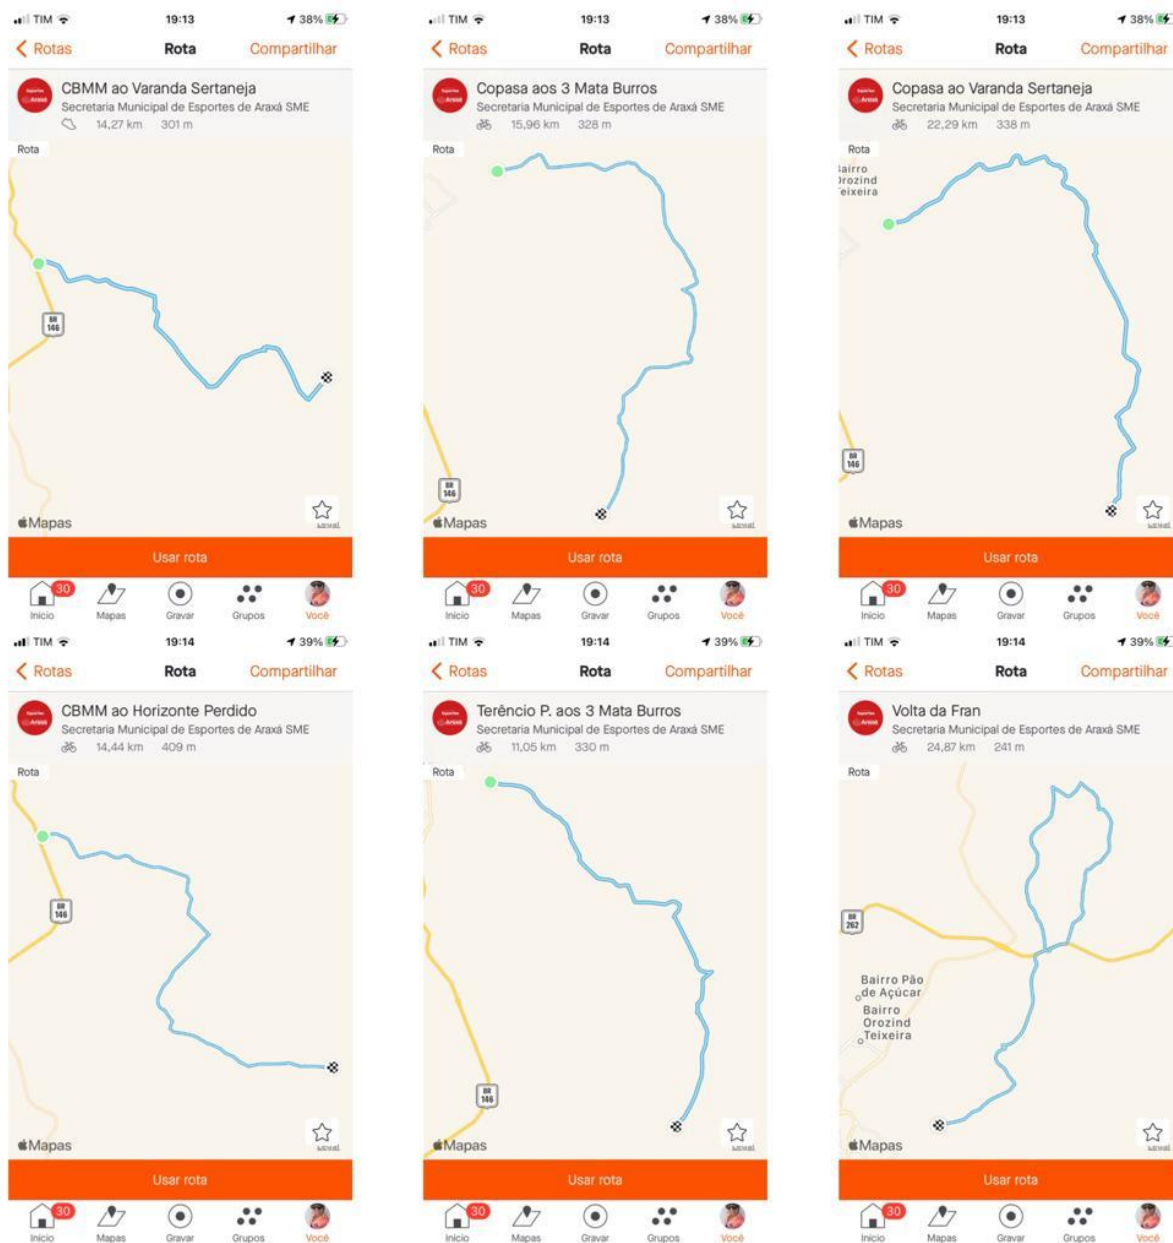 TIM 19:13 38%
Rotas Rota Compartilhar
CBMM ao Varanda Sertaneja
Secretaria Municipal de Esportes de Araxá SME
14,27 km 301 m
Rota
BR
146
Mapas
Usar rota
30
Início Mapas Gravar Grupos Você
TIM 19:13 38%
Rotas Rota Compartilhar
Copasa aos 3 Mata Burros
Secretaria Municipal de Esportes de Araxá SME
15,96 km 328 m
Rota
BR
146
Mapas
Usar rota
30
Início Mapas Gravar Grupos Você
TIM 19:13 38%
Rotas Rota Compartilhar
Copasa ao Varanda Sertaneja
Secretaria Municipal de Esportes de Araxá SME
22,29 km 338 m
Rota
BR
146
Mapas
Usar rota
30
Início Mapas Gravar Grupos Você
TIM 19:14 39%
Rotas Rota Compartilhar
CBMM ao Horizonte Perdido
Secretaria Municipal de Esportes de Araxá SME
14,44 km 409 m
Rota
BR
146
Mapas
Usar rota
30
Início Mapas Gravar Grupos Você
TIM 19:14 39%
Rotas Rota Compartilhar
Terêncio P. aos 3 Mata Burros
Secretaria Municipal de Esportes de Araxá SME
11,05 km 330 m
Rota
BR
146
Mapas
Usar rota
30
Início Mapas Gravar Grupos Você
TIM 19:14 39%
Rotas Rota Compartilhar
Volta da Fran
Secretaria Municipal de Esportes de Araxá SME
24,87 km 241 m
Rota
BR
262
Bairro Pão
de Açúcar
Bairro
Orozind
Teixeira
Mapas
Usar rota
30
Início Mapas Gravar Grupos Você